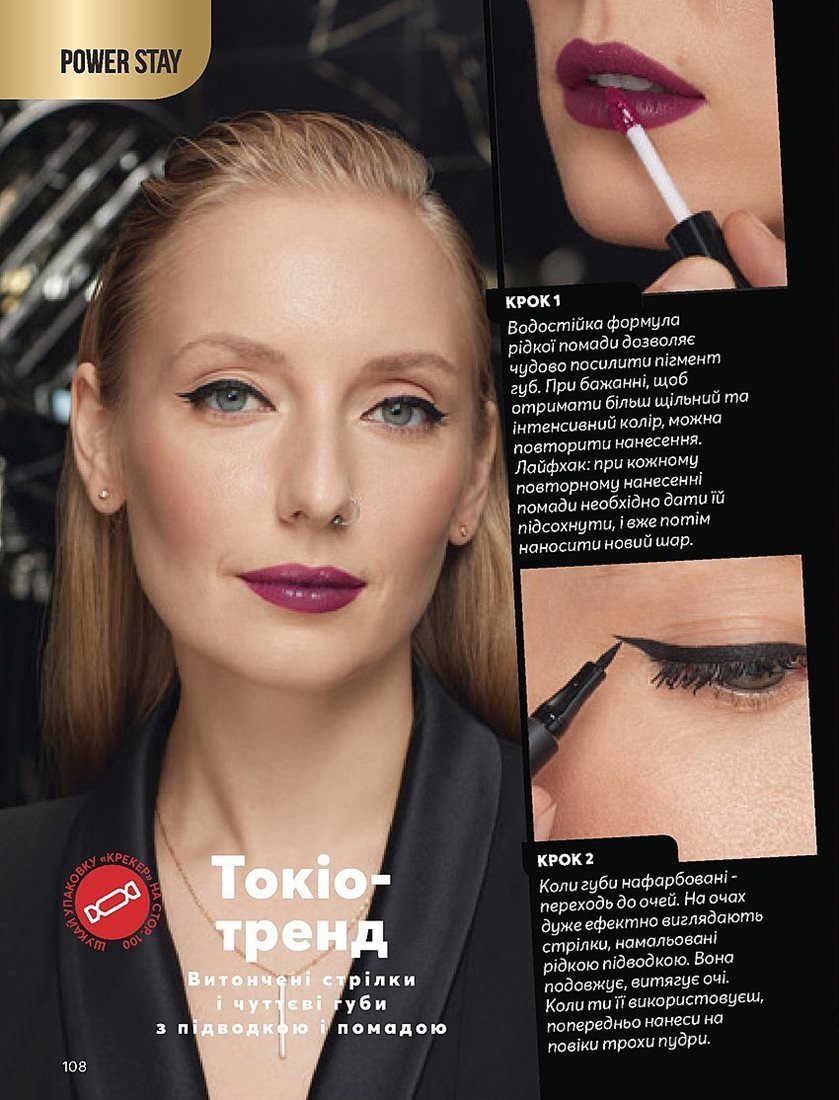 POWER STAY
КРОК 1
Водостійка формула
рідкої помади дозволяє
чудово посилити пігмент
губ. При бажанні, щоб
отримати більш щільний та
інтенсивний колір, можна
повторити нанесення.
Лайфхак: при кожному
повторному нанесенні
помади необхідно дати їй
підсохнути, і вже потім
наносити новий шар.
КРОК 2
Коли губи нафарбовані -
переходь до очей. На очах
дуже ефектно виглядають
стрілки, намальовані
рідкою підводкою. Вона
подовжує, витягує очі.
Коли ти її використовуєш,
попередньо нанеси на
повіки трохи пудри.
ШУКАЙ УПАКОВКУ «КРЕКЕР» НА СТОР. 100
Токіо-
тренд
Витончені стрілки
і чуттєві губи
з підводкою і помадою
108